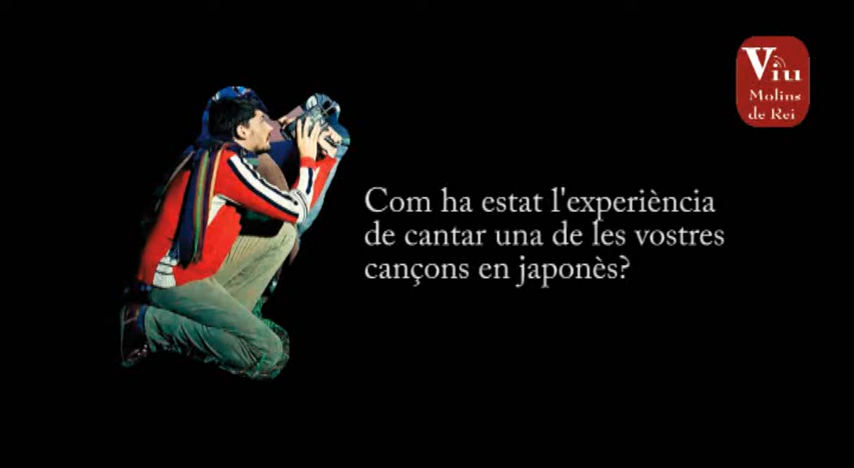 Viu
Molins
de Rei
Com ha estat l'experiència
de cantar una de les vostres
cançons en japonès?